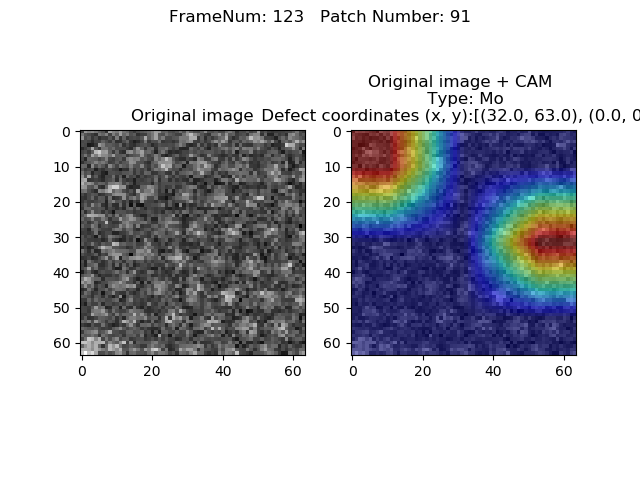 FrameNum: 123   Patch Number: 91
Original image + CAM
Type: Mo
Original image
Defect coordinates (x, y):[(32.0, 63.0), (0.0, 0
0
10
20
30
40
50
60
0 20 40 60
0
10
20
30
40
50
60
0 20 40 60